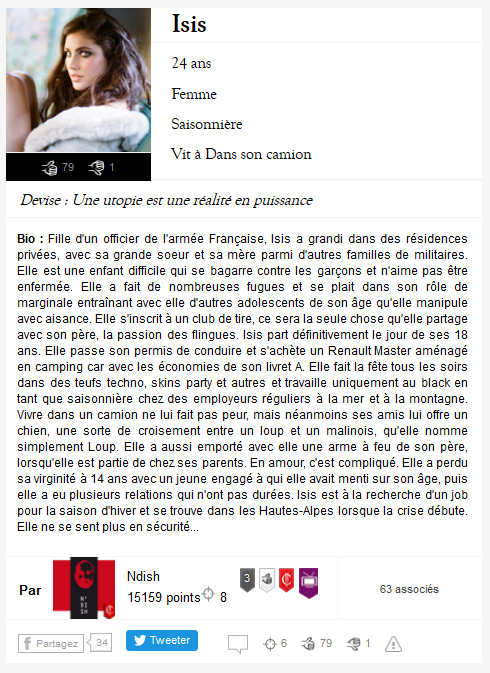 Isis
24 ans
Femme
Saisonnière
Vit à Dans son camion
79 1
Devise : Une utopie est une réalité en puissance
Bio : Fille d'un officier de l'armée Française, Isis a grandi dans des résidences
privées, avec sa grande soeur et sa mère parmi d'autres familles de militaires.
Elle est une enfant difficile qui se bagarre contre les garçons et n'aime pas être
enfermée. Elle a fait de nombreuses fugues et se plait dans son rôle de
marginale entraînant avec elle d'autres adolescents de son âge qu'elle manipule
avec aisance. Elle s'inscrit à un club de tire, ce sera la seule chose qu'elle partage
avec son père, la passion des flingues. Isis part définitivement le jour de ses 18
ans. Elle passe son permis de conduire et s'achète un Renault Master aménagé
en camping car avec les économies de son livret A. Elle fait la fête tous les soirs
dans des teufs techno, skins party et autres et travaille uniquement au black en
tant que saisonnière chez des employeurs réguliers à la mer et à la montagne.
Vivre dans un camion ne lui fait pas peur, mais néanmoins ses amis lui offre un
chien, une sorte de croisement entre un loup et un malinois, qu'elle nomme
simplement Loup. Elle a aussi emporté avec elle une arme à feu de son père,
lorsqu'elle est partie de chez ses parents. En amour, c'est compliqué. Elle a perdu
sa virginité à 14 ans avec un jeune engagé à qui elle avait menti sur son âge, puis
elle a eu plusieurs relations qui n'ont pas durées. Isis est à la recherche d'un job
pour la saison d'hiver et se trouve dans les Hautes-Alpes lorsque la crise débute.
Elle ne se sent plus en sécurité...
Par
N°
DI
SH
Ndish
15159 points 8
3
63 associés
f Partagez 34
Tweeter
6 79 1